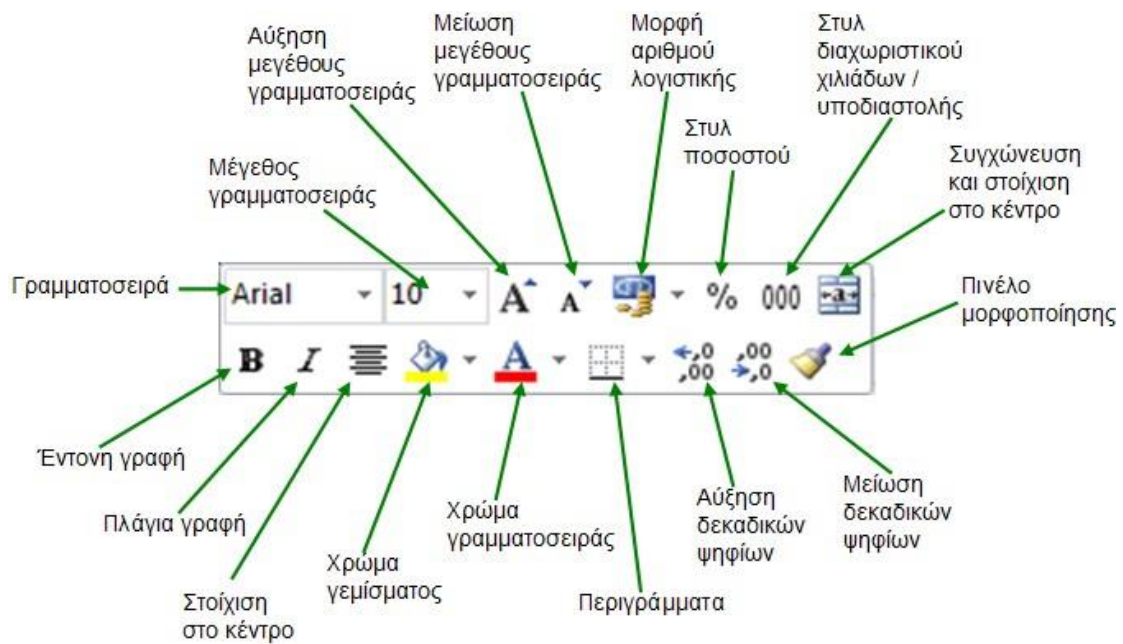 Αύξηση
μεγέθους
γραμματοσειράς
Μείωση
μεγέθους
γραμματοσειράς
Μορφή
αριθμού
λογιστικής
Στυλ
διαχωριστικού
χιλιάδων /
υποδιαστολής
Στυλ
ποσοστού
Μέγεθος
γραμματοσειράς
Συγχώνευση
και στοίχιση
στο κέντρο
Γραμματοσειρά
Arial 10 A A % 000 a
Πινέλο
μορφοποίησης
B I A ,0 ,00 ,00 ,0
Έντονη γραφή
Πλάγια γραφή
Στοίχιση
στο κέντρο
Χρώμα
γεμίσματος
Χρώμα
γραμματοσειράς
Περιγράμματα
Αύξηση
δεκαδικών
ψηφίων
Μείωση
δεκαδικών
ψηφίων